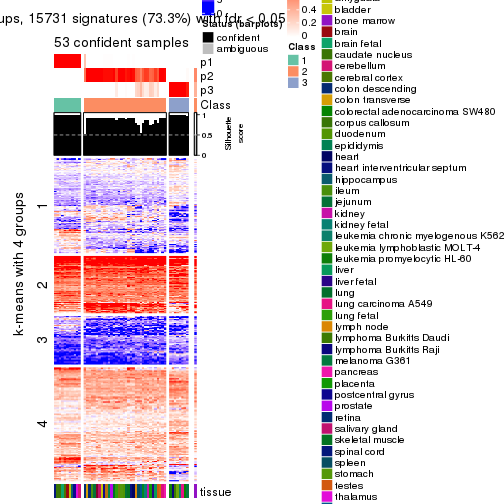 ups, 15731 signatures (73.3%) with fdr < 0.05
53 confident samples
p1
p2
p3
Class
1
0.5
0
Silhouette
score
k-means with 4 groups
1
2
3
4
tissue
0
Status (barplots)
confident
ambiguous
0.4
0.2
0
Class
1
2
3
bladder
bone marrow
brain
brain fetal
caudate nucleus
cerebellum
cerebral cortex
colon descending
colon transverse
colorectal adenocarcinoma SW480
corpus callosum
duodenum
epididymis
heart
heart interventricular septum
hippocampus
ileum
jejunum
kidney
kidney fetal
leukemia chronic myelogenous K562
leukemia lymphoblastic MOLT-4
leukemia promyelocytic HL-60
liver
liver fetal
lung
lung carcinoma A549
lung fetal
lymph node
lymphoma Burkitts Daudi
lymphoma Burkitts Raji
melanoma G361
pancreas
placenta
postcentral gyrus
prostate
retina
salivary gland
skeletal muscle
spinal cord
spleen
stomach
testes
thalamus